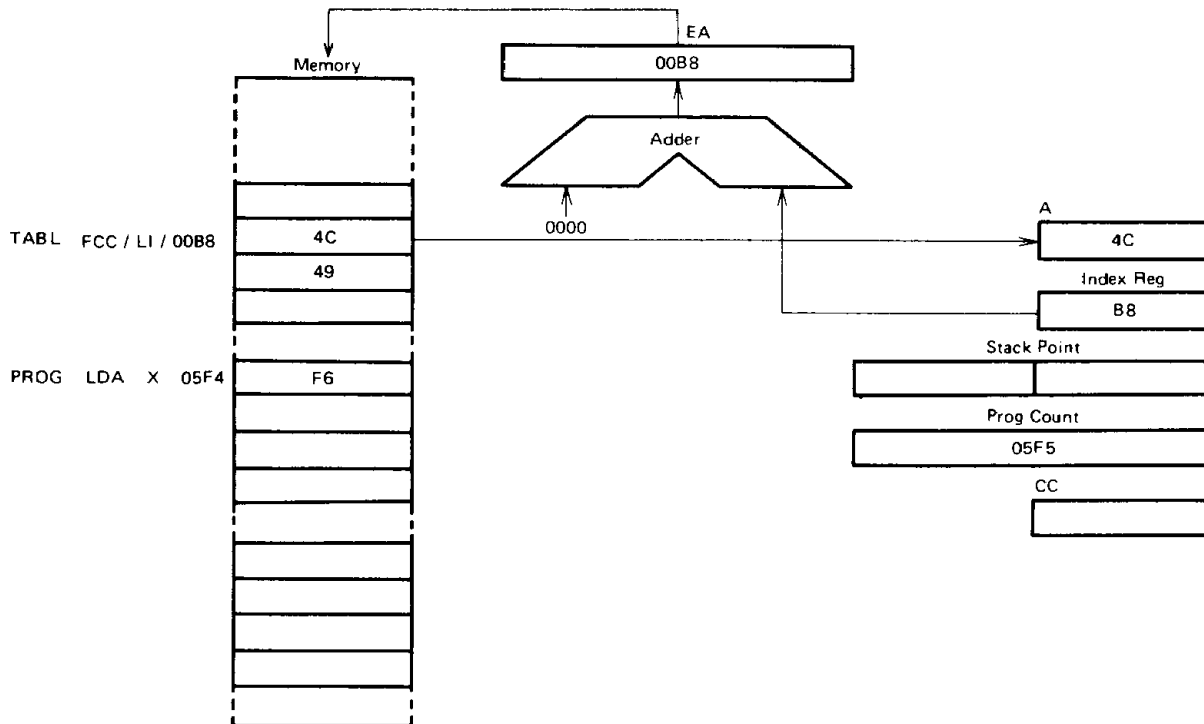 EA
00B8
Memory
Adder
0000
A
TABL FCC / LI / 00B8 4C 4C
49
Index Reg
B8
Stack Point
PROG LDA X 05F4 F6
Prog Count
05F5
CC